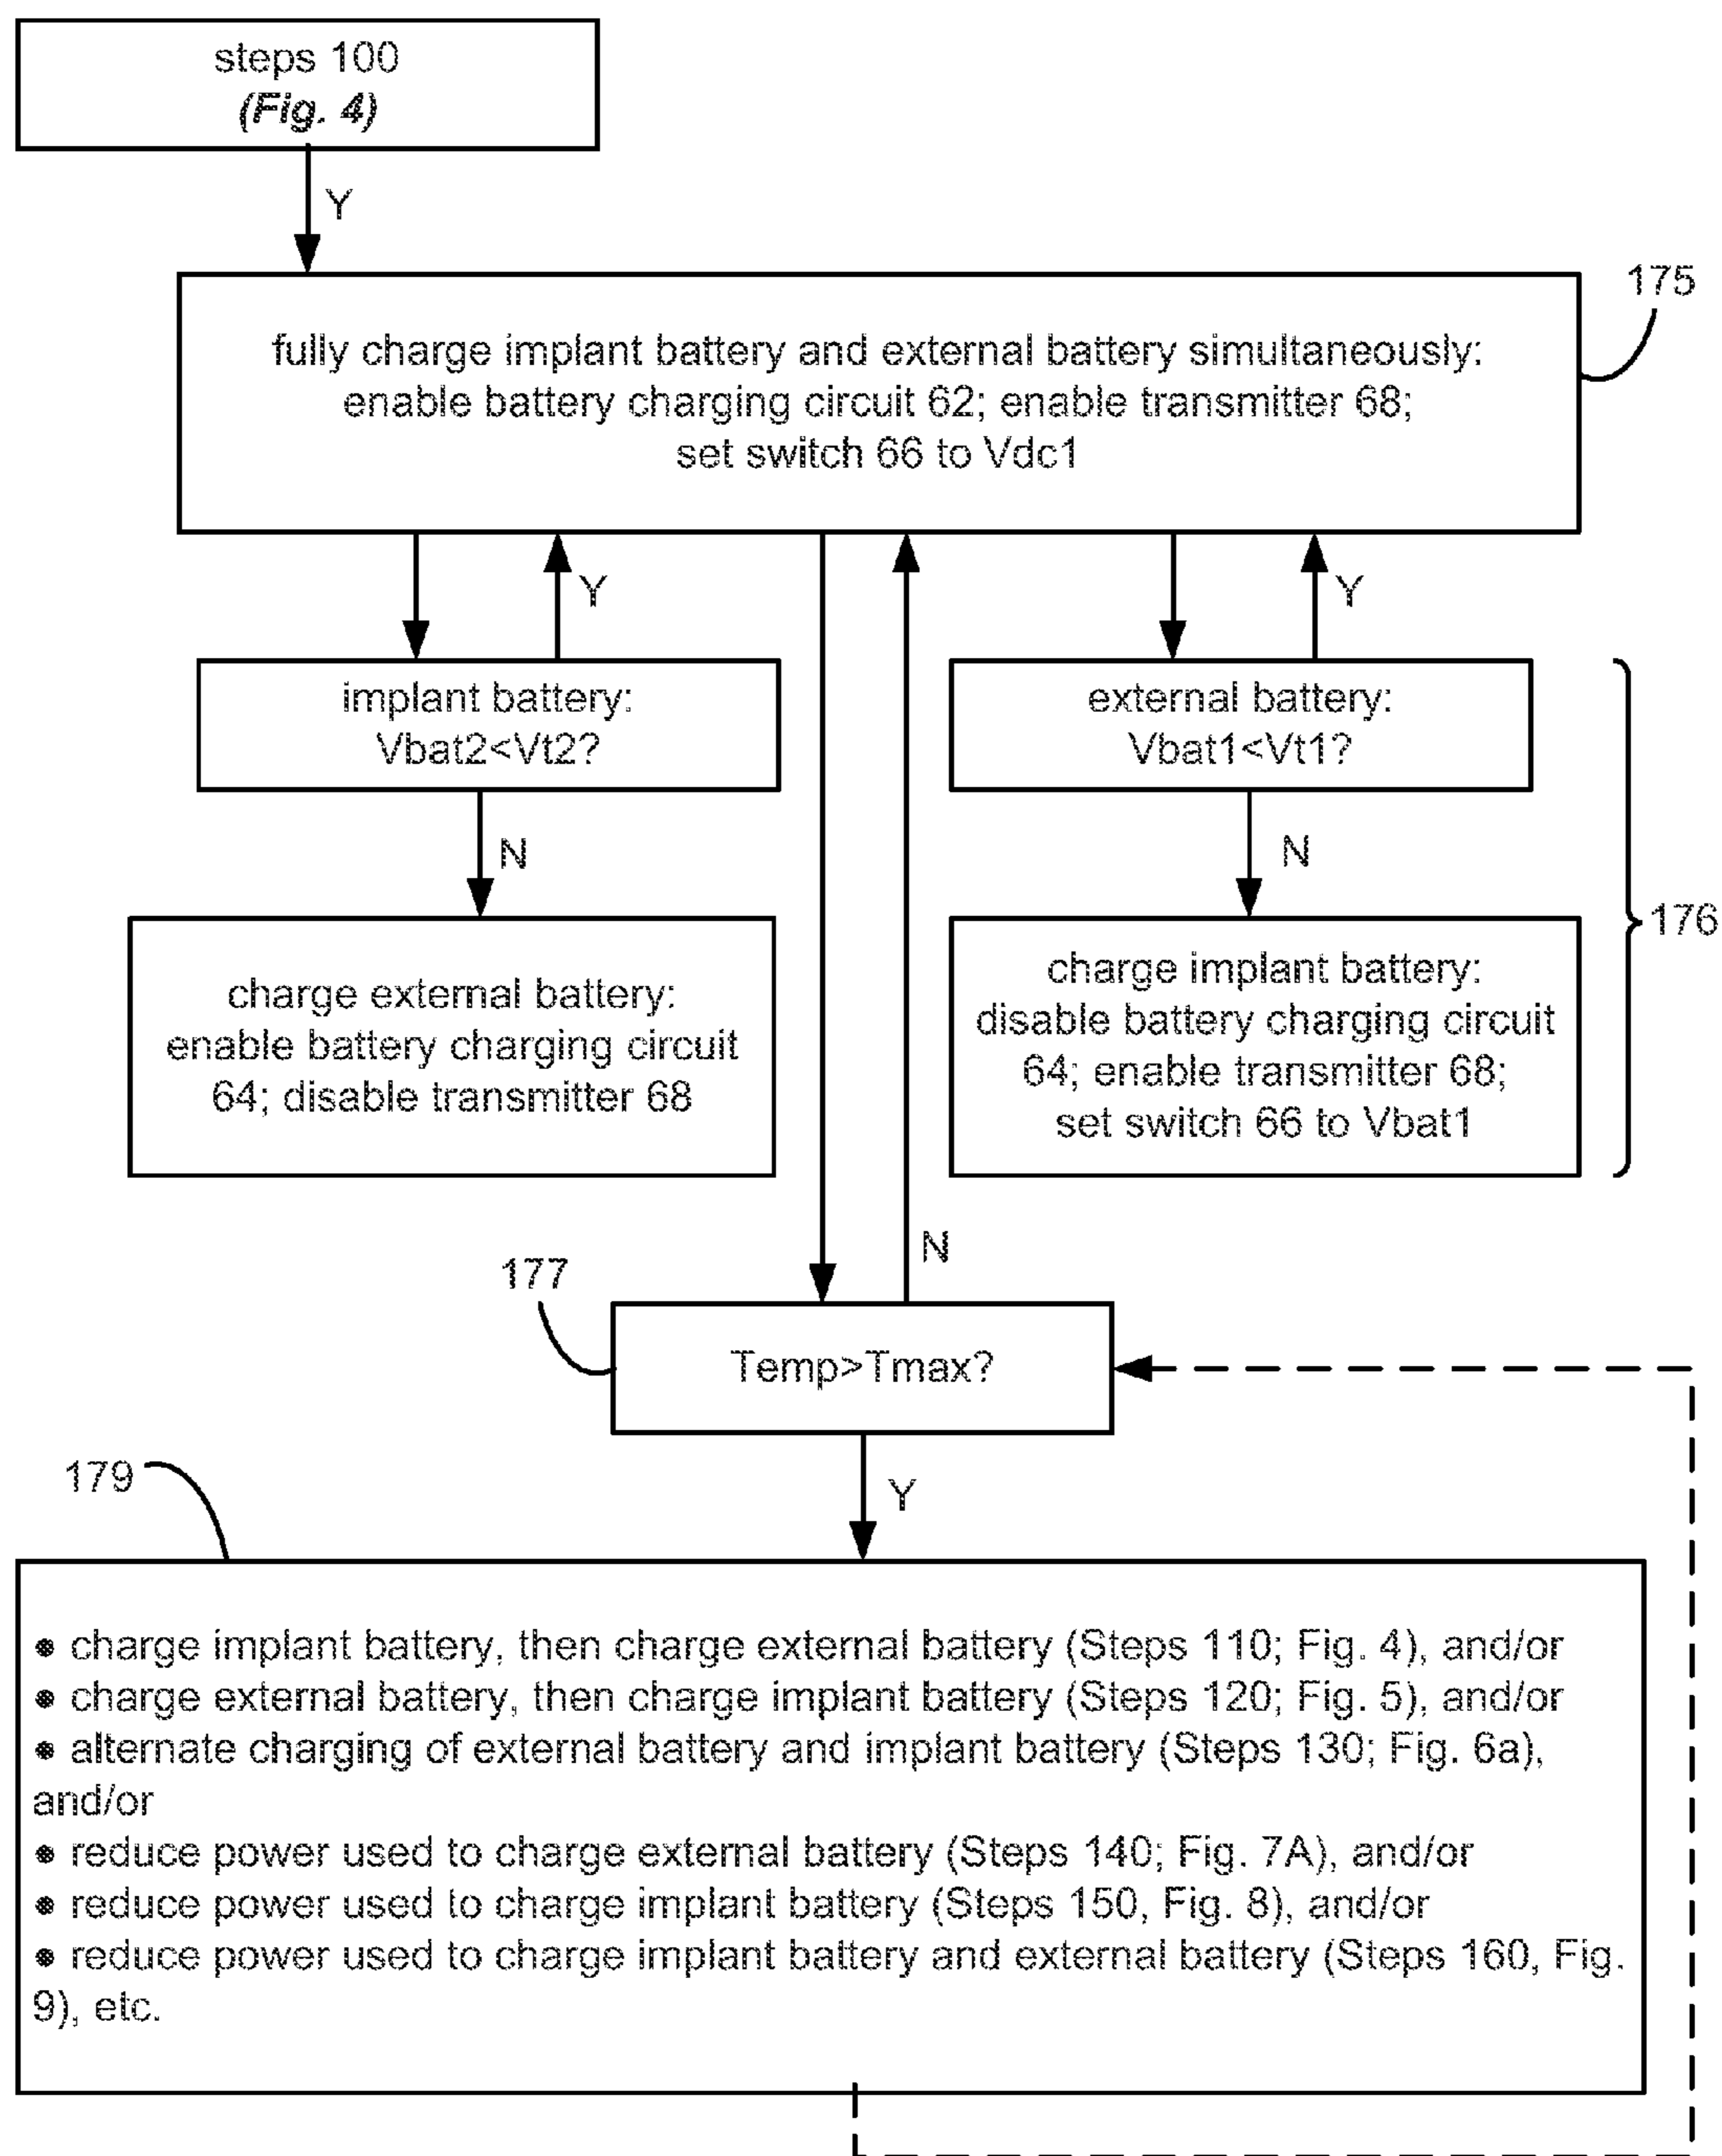 steps 100
(Fig. 4)
Y
175
fully charge implant battery and external battery simultaneously:
enable battery charging circuit 62; enable transmitter 68;
set switch 66 to Vdc1
Y
Y
implant battery:
Vbat2<Vt2?
external battery:
Vbat1<Vt1?
N
N
176
charge external battery:
enable battery charging circuit
64; disable transmitter 68
charge implant battery:
disable battery charging circuit
64; enable transmitter 68;
set switch 66 to Vbat1
N
177
Temp>Tmax?
179
Y
• charge implant battery, then charge external battery (Steps 110; Fig. 4), and/or
• charge external battery, then charge implant battery (Steps 120; Fig. 5), and/or
• alternate charging of external battery and implant battery (Steps 130; Fig. 6a),
and/or
• reduce power used to charge external battery (Steps 140; Fig. 7A), and/or
• reduce power used to charge implant battery (Steps 150, Fig. 8), and/or
• reduce power used to charge implant battery and external battery (Steps 160, Fig.
9), etc.